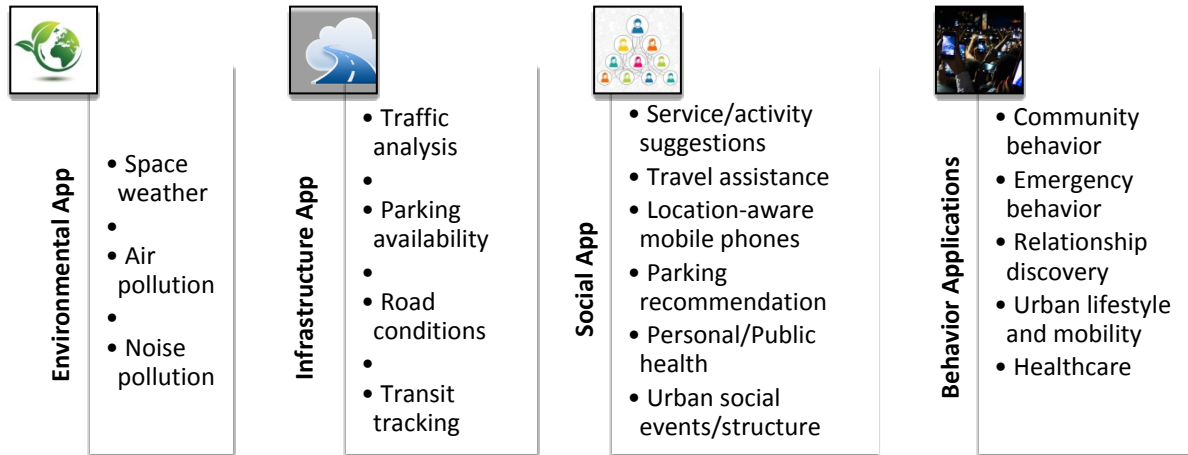 Environmental App
• Space
weather
•
• Air
pollution
•
• Noise
pollution
Infrastructure App
• Traffic
analysis
•
• Parking
availability
•
• Road
conditions
•
• Transit
tracking
Social App
• Service/activity
suggestions
• Travel assistance
• Location-aware
mobile phones
• Parking
recommendation
• Personal/Public
health
• Urban social
events/structure
Behavior Applications
• Community
behavior
• Emergency
behavior
• Relationship
discovery
• Urban lifestyle
and mobility
• Healthcare